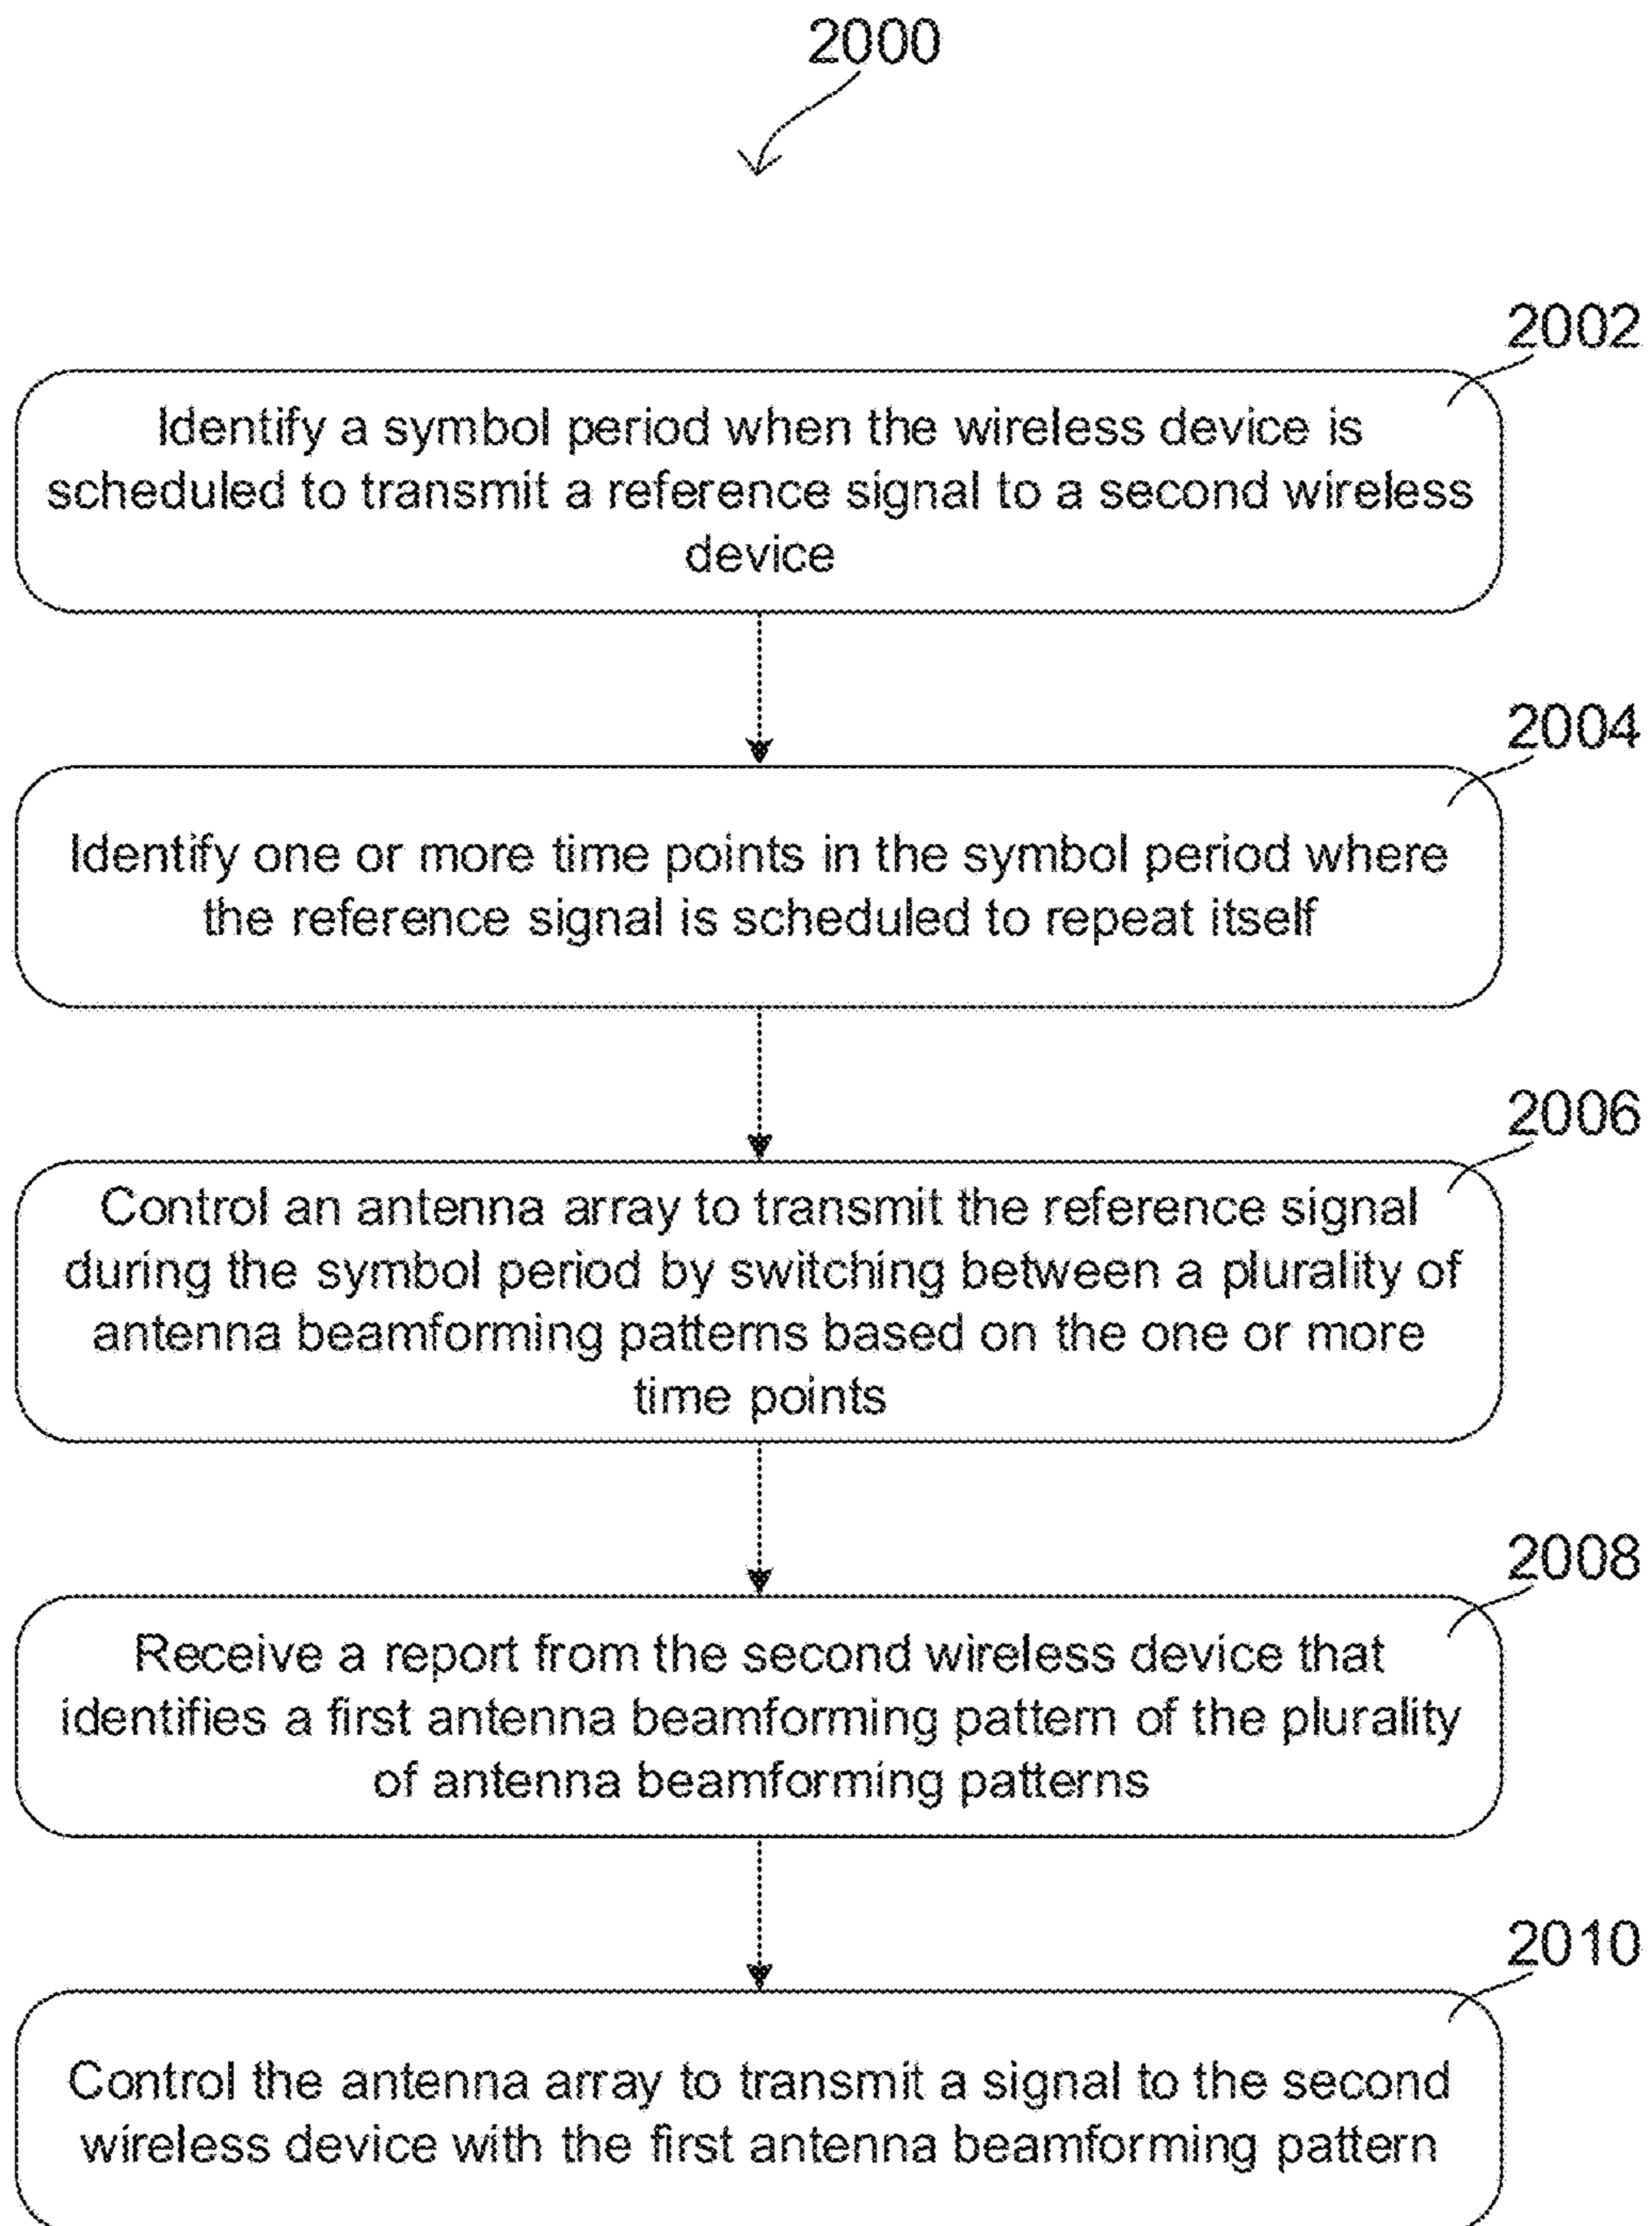 2000
2002
Identify a symbol period when the wireless device is
scheduled to transmit a reference signal to a second wireless
device
2004
Identify one or more time points in the symbol period where
the reference signal is scheduled to repeat itself
2006
Control an antenna array to transmit the reference signal
during the symbol period by switching between a plurality of
antenna beamforming patterns based on the one or more
time points
2008
Receive a report from the second wireless device that
identifies a first antenna beamforming pattern of the plurality
of antenna beamforming patterns
2010
Control the antenna array to transmit a signal to the second
wireless device with the first antenna beamforming pattern